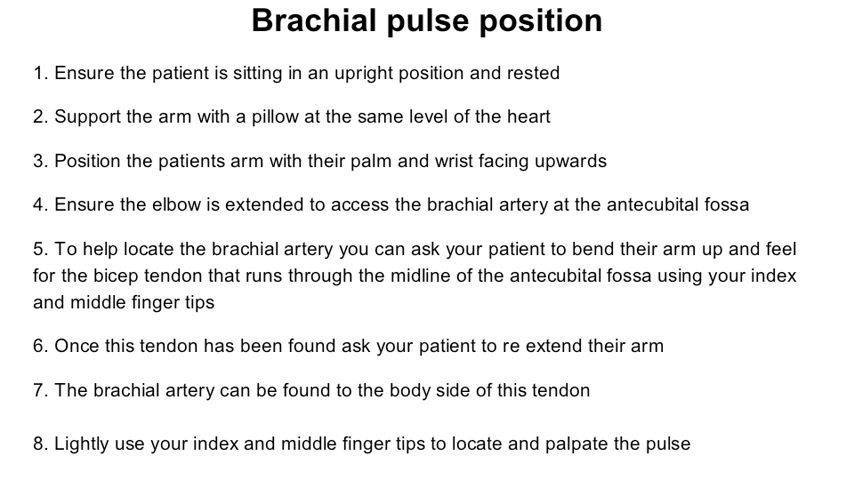 Brachial pulse position
1. Ensure the patient is sitting in an upright position and rested
2. Support the arm with a pillow at the same level of the heart
3. Position the patients arm with their palm and wrist facing upwards
4. Ensure the elbow is extended to access the brachial artery at the antecubital fossa
5. To help locate the brachial artery you can ask your patient to bend their arm up and feel
for the bicep tendon that runs through the midline of the antecubital fossa using your index
and middle finger tips
6. Once this tendon has been found ask your patient to re extend their arm
7. The brachial artery can be found to the body side of this tendon
8. Lightly use your index and middle finger tips to locate and palpate the pulse